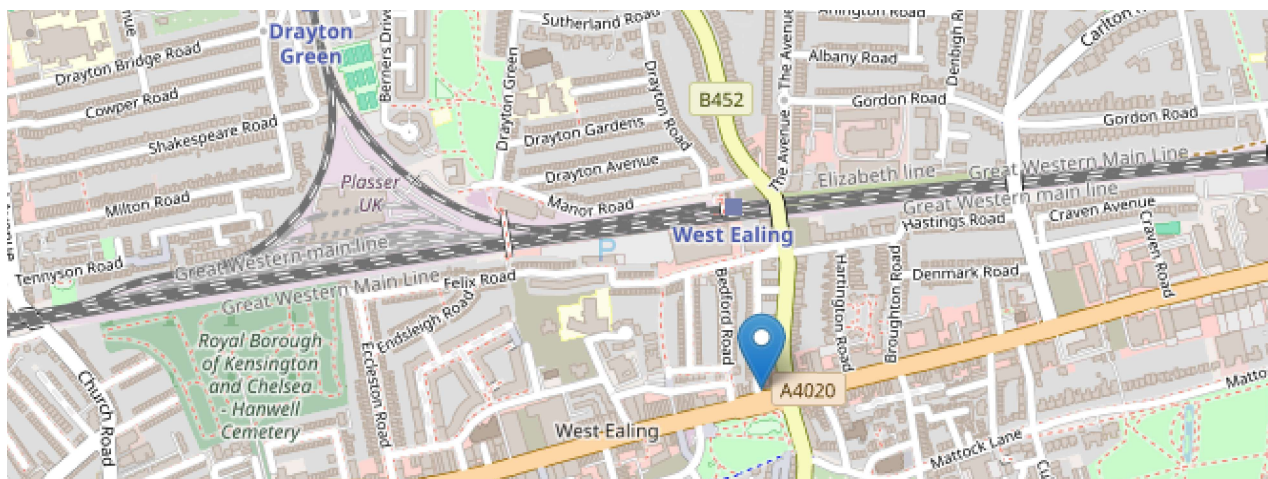 Sutherland Road
Arlington Road
Carlton
Drayton
Green
Drayton Bridge Road
Berners Drive
Drayton Green
Drayton Road
The Avenue
Albany Road
Denbigh
B452
Cowper Road
Gordon Road
Gordon Road
Shakespeare Road
Drayton Gardens
The Avenue
Drayton Avenue
Elizabeth line
Great Western Main Line
Plasser
UK
Milton Road
Manor Road
Great Western main line
West Ealing
Hastings Road
Craven Avenue
Craven Road
P
Great Western main line
Tennyson Road
Great Western Main Line
Felix Road
Denmark Road
Bedford Road
Hartington Road
Broughton Road
Endsleigh Road
Eccleston Road
Royal Borough
of Kensington
and Chelsea
- Hanwell
Cemetery
Church Road
A4020
West Ealing
Mattock Lane